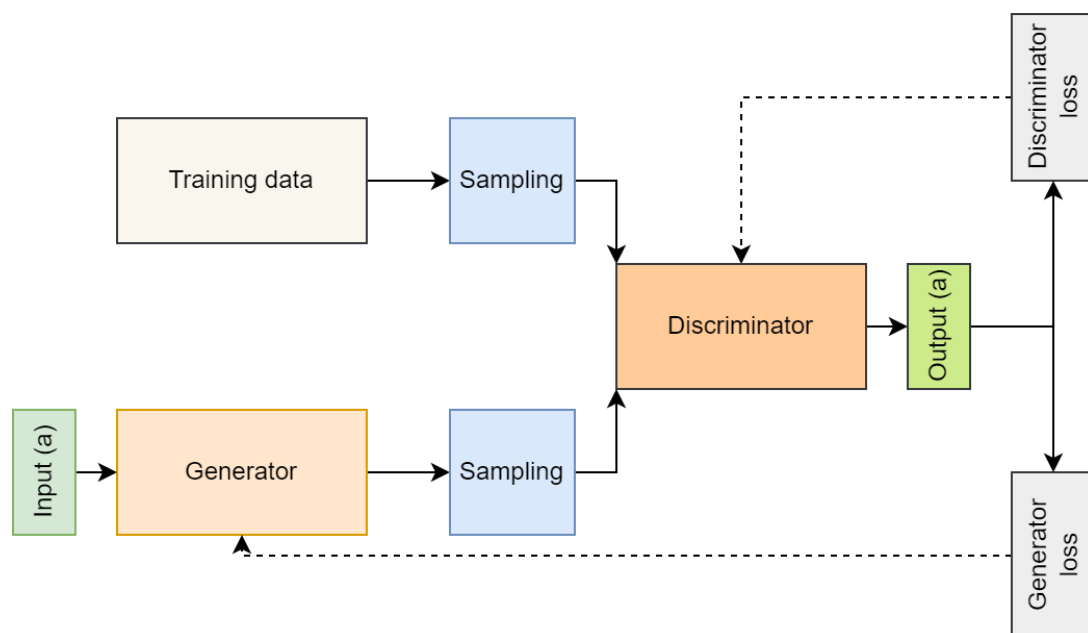 Discriminator
loss
Training data
Sampling
Discriminator
Output (a)
Input (a)
Generator
Sampling
Generator
loss